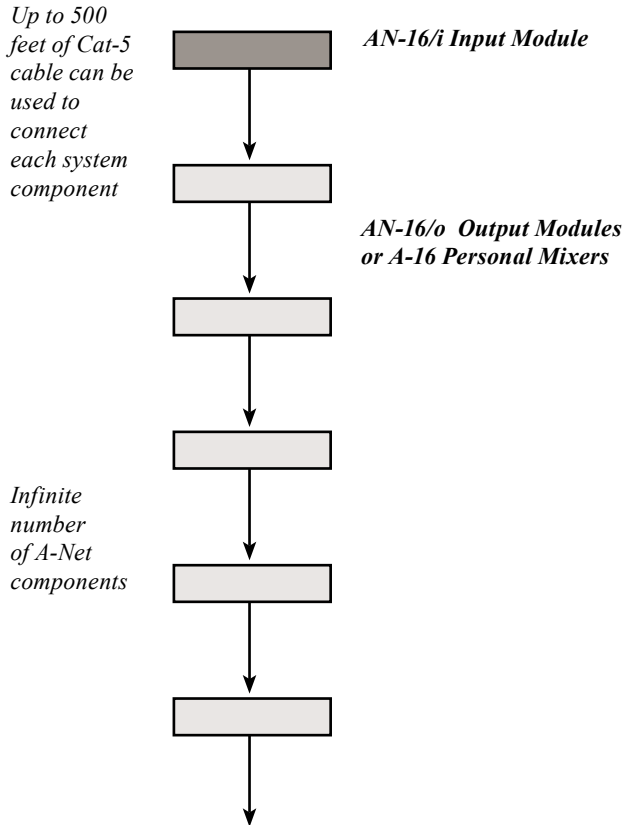 Up to 500
feet of Cat-5
cable can be
used to
connect
each system
component
AN-16/i Input Module
AN-16/o Output Modules
or A-16 Personal Mixers
Infinite
number
of A-Net
components